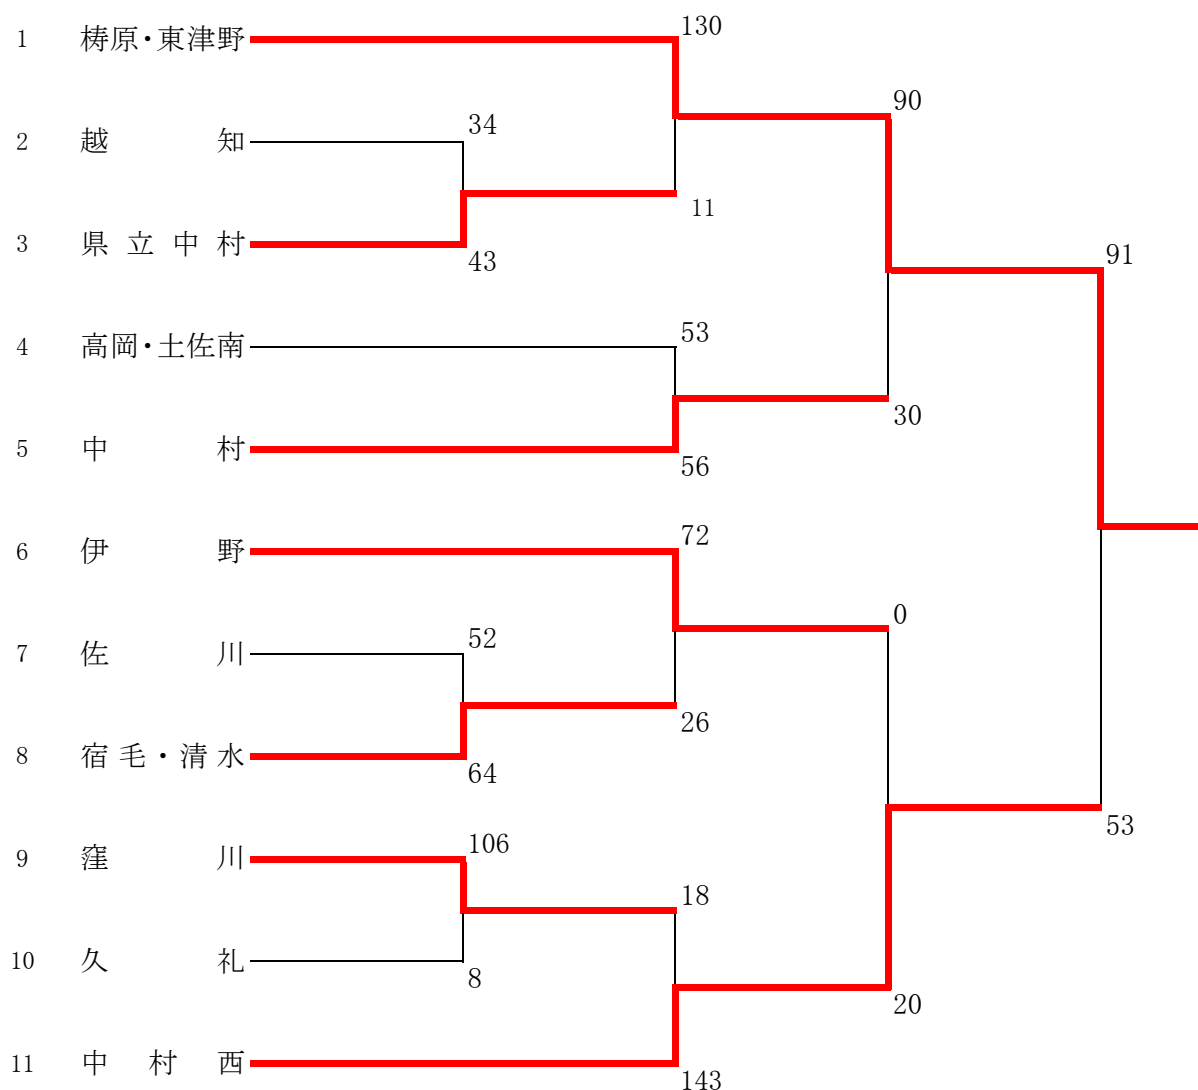 1 梼原・東津野 130
90
2 越知 34
11
3 県立中村 43
91
4 高岡・土佐南 53
30
5 中村 56
6 伊野 72
0
7 佐川 52
26
8 宿毛・清水 64
53
9 窪川 106
18
10 久礼 8
20
11 中村西 143